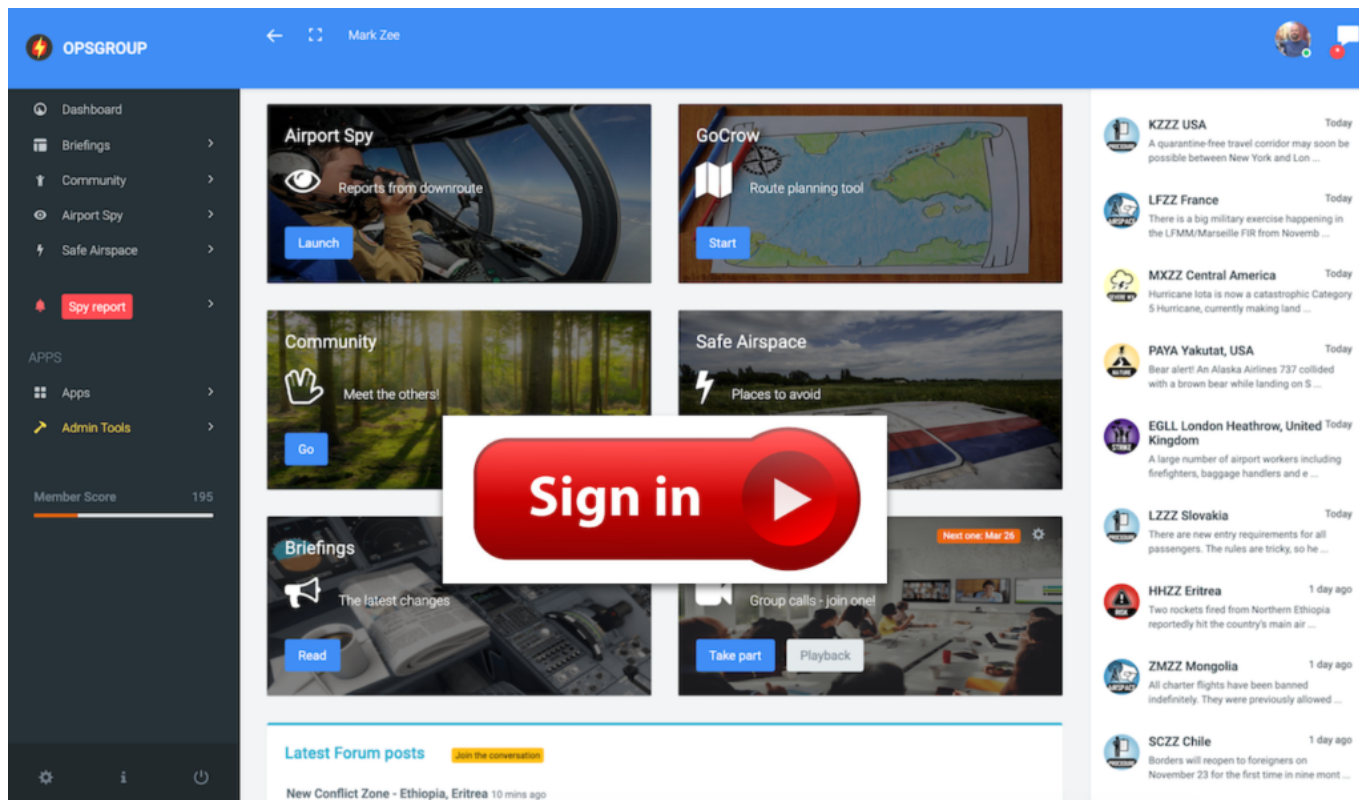 OPSGROUP
Mark Zee
Dashboard
Briefings
Community
Airport Spy
Safe Airspace
Spy report
APPS
Apps
Admin Tools
Member Score 195
Airport Spy
Reports from downroute
Launch
GoCrow
Route planning tool
Start
Community
Meet the others!
Go
Safe Airspace
Places to avoid
Sign in
Briefings
The latest changes
Read
Next one: Mar 26
Group calls - join one!
Take part Playback
Latest Forum posts Join the conversation
New Conflict Zone - Ethiopia, Eritrea 10 mins ago
PROCEDURE
KZZZ USA Today
A quarantine-free travel corridor may soon be
possible between New York and Lon ...
AIRSPACE
LFZZ France Today
There is a big military exercise happening in
the LFMM/Marseille FIR from Novemb ...
SEVERE WX
MXZZ Central America Today
Hurricane Iota is now a catastrophic Category
5 Hurricane, currently making land ...
NATURE
PAYA Yakutat, USA Today
Bear alert! An Alaska Airlines 737 collided
with a brown bear while landing on S ...
STRIKE
EGLL London Heathrow, United Today
Kingdom
A large number of airport workers including
firefighters, baggage handlers and e ...
PROCEDURE
LZZZ Slovakia Today
There are new entry requirements for all
passengers. The rules are tricky, so he ...
RISK
HHZZ Eritrea 1 day ago
Two rockets fired from Northern Ethiopia
reportedly hit the country's main air ...
AIRSPACE
ZMZZ Mongolia 1 day ago
All charter flights have been banned
indefinitely. They were previously allowed ...
PROCEDURE
SCZZ Chile 1 day ago
Borders will reopen to foreigners on
November 23 for the first time in nine mont ...